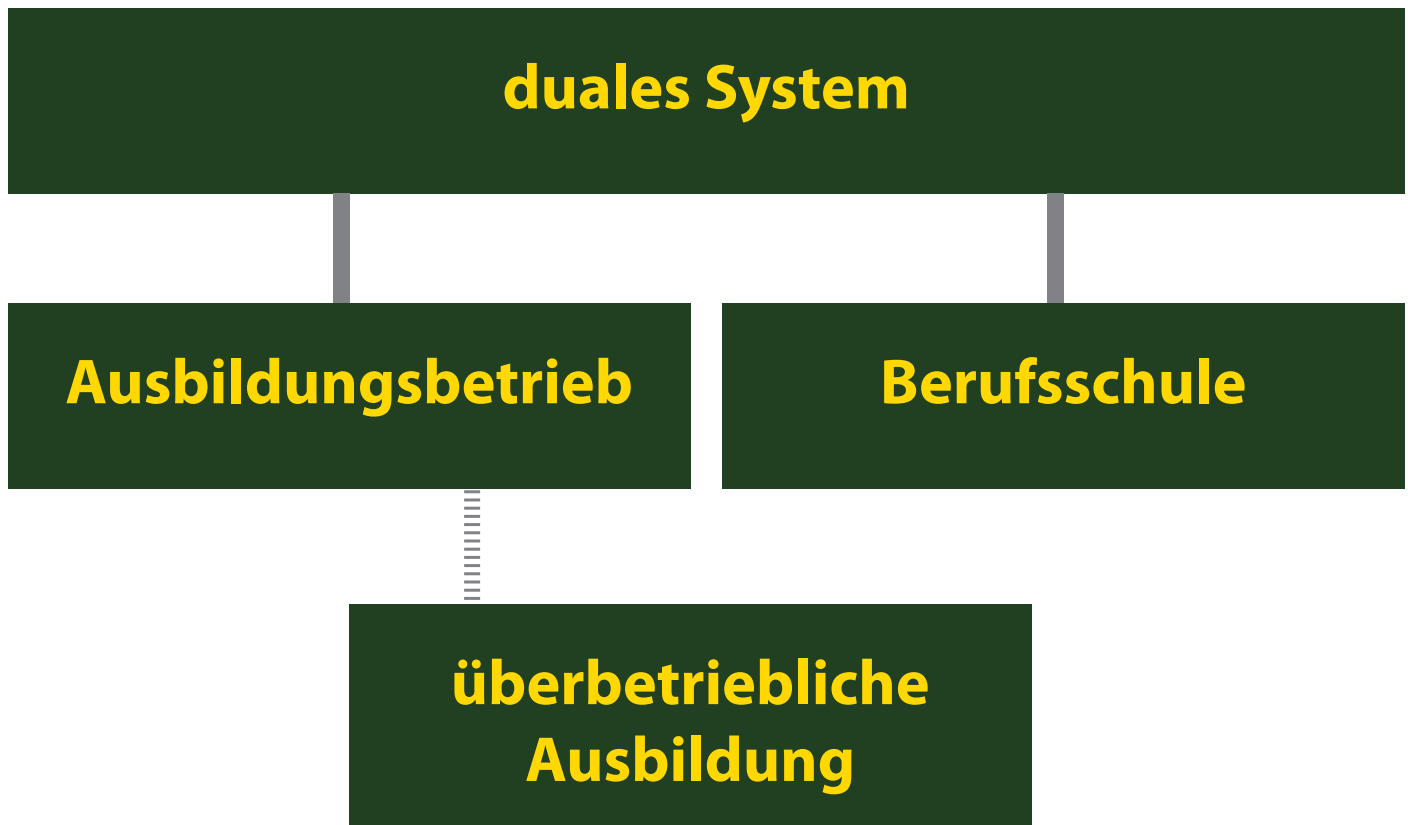 duales System
Ausbildungsbetrieb
Berufsschule
überbetriebliche
Ausbildung